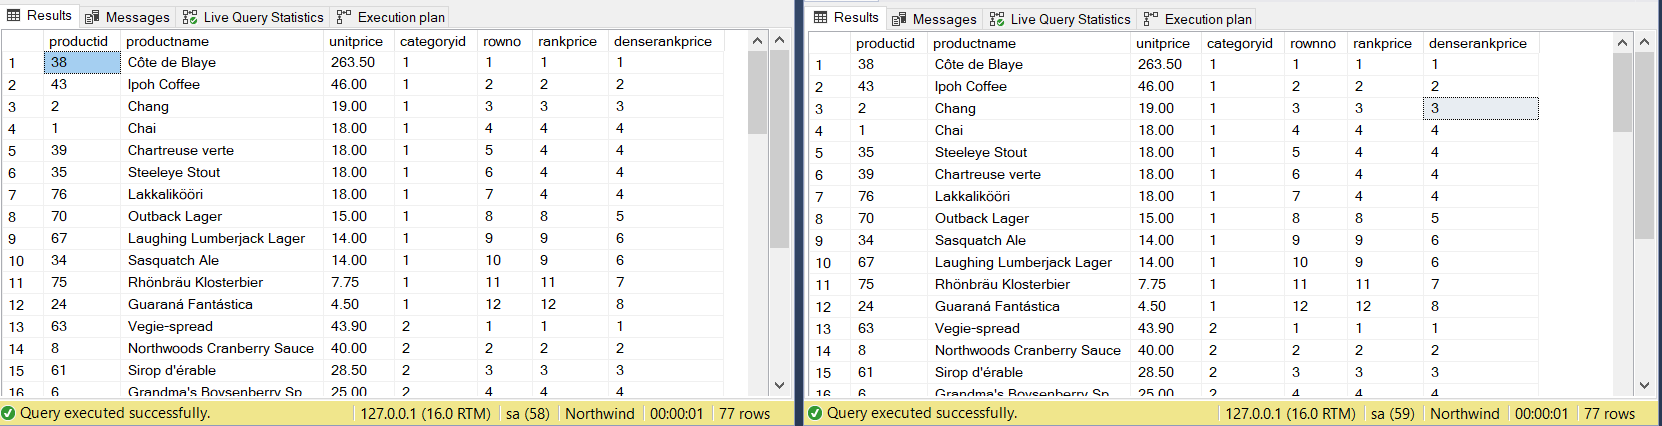 Results Messages Live Query Statistics Execution plan
productid productname unitprice categoryid rowno rankprice denserankprice
1 38 Côte de Blaye 263.50 1 1 1 1
2 43 Ipoh Coffee 46.00 1 2 2 2
3 2 Chang 19.00 1 3 3 3
4 1 Chai 18.00 1 4 4 4
5 39 Chartreuse verte 18.00 1 5 4 4
6 35 Steeleye Stout 18.00 1 6 4 4
7 76 Lakkalikööri 18.00 1 7 4 4
8 70 Outback Lager 15.00 1 8 8 5
9 67 Laughing Lumberjack Lager 14.00 1 9 9 6
10 34 Sasquatch Ale 14.00 1 10 9 6
11 75 Rhönbräu Klosterbier 7.75 1 11 11 7
12 24 Guaraná Fantástica 4.50 1 12 12 8
13 63 Vegie-spread 43.90 2 1 1 1
14 8 Northwoods Cranberry Sauce 40.00 2 2 2 2
15 61 Sirop d'érable 28.50 2 3 3 3
16 6 Grandma's Boysenberry Sp 25.00 2 4 4 4
Query executed successfully. 127.0.0.1 (16.0 RTM) sa (58) Northwind 00:00:01 77 rows
Results Messages Live Query Statistics Execution plan
productid productname unitprice categoryid rownno rankprice denserankprice
1 38 Côte de Blaye 263.50 1 1 1 1
2 43 Ipoh Coffee 46.00 1 2 2 2
3 2 Chang 19.00 1 3 3 3
4 1 Chai 18.00 1 4 4 4
5 35 Steeleye Stout 18.00 1 5 4 4
6 39 Chartreuse verte 18.00 1 6 4 4
7 76 Lakkalikööri 18.00 1 7 4 4
8 70 Outback Lager 15.00 1 8 8 5
9 34 Sasquatch Ale 14.00 1 9 9 6
10 67 Laughing Lumberjack Lager 14.00 1 10 9 6
11 75 Rhönbräu Klosterbier 7.75 1 11 11 7
12 24 Guaraná Fantástica 4.50 1 12 12 8
13 63 Vegie-spread 43.90 2 1 1 1
14 8 Northwoods Cranberry Sauce 40.00 2 2 2 2
15 61 Sirop d'érable 28.50 2 3 3 3
16 6 Grandma's Boysenberry Sp 25.00 2 4 4 4
Query executed successfully. 127.0.0.1 (16.0 RTM) sa (59) Northwind 00:00:01 77 rows